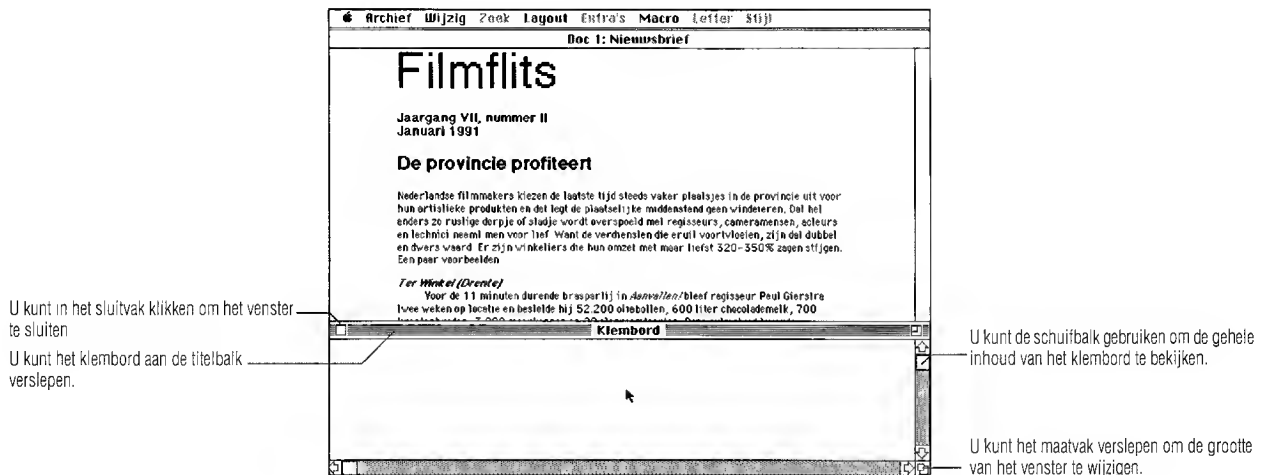 Archief Wijzig Zoek Layout Extra's Macro Letter Stijl
Doc 1: Nieuwsbrief
Filmflits
Jaargang VII, nummer II
Januari 1991
De provincie profiteert
Nederlandse filmmakers kiezen de laatste tijd steeds vaker plaatsjes in de provincie uit voor
hun artistieke produkten en dat legt de plaatselijke middenstand geen windeieren. Dat het
anders zo rustige dorpje of stadje wordt overspoeld met regisseurs, cameramensen, acteurs
en technici neemt men voor lief. Want de verdiensten die eruit voortvloeien, zijn dat dubbel
en dwars waard. Er zijn winkeliers die hun omzet met maar liefst 320-350% zagen stijgen.
Een paar voorbeelden
Ter Winkel (Drente)
Voor de 11 minuten durende braspartij in Aanvallen! bleef regisseur Paul Gierstra
twee weken op locatie en bestelde hij 52.200 oliebollen, 600 liter chocolademelk, 700
Klembord
U kunt in het sluitvak klikken om het venster
te sluiten
U kunt het klembord aan de titelbalk
verslepen.
U kunt de schuifbalk gebruiken om de gehele
inhoud van het klembord te bekijken.
U kunt het maatvak verslepen om de grootte
van het venster te wijzigen.